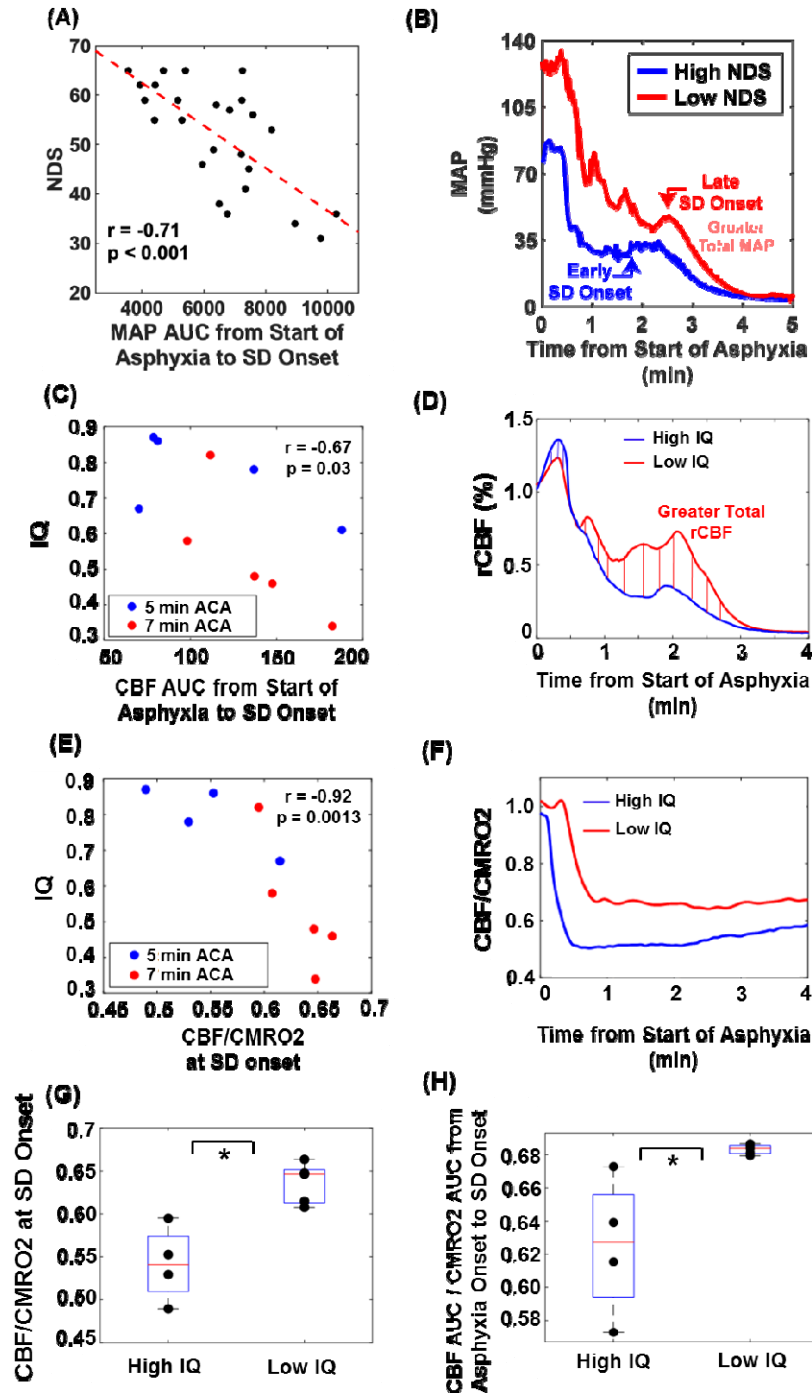 (A)
70
60
50
40
30
20
NDS
r = -0.71
p < 0.001
4000 6000 8000 10000
MAP AUC from Start of
Asphyxia to SD Onset
(B)
140
105
70
35
0
MAP
(mmHg)
High NDS
Low NDS
Late
SD Onset
Greater
Total MAP
Early
SD Onset
0 1 2 3 4 5
Time from Start of Asphyxia
(min)
(C)
0.9
0.8
0.7
0.6
0.5
0.4
0.3
IQ
r = -0.67
p = 0.03
5 min ACA
7 min ACA
50 100 150 200
CBF AUC from Start of
Asphyxia to SD Onset
(D)
1.5
1.0
0.5
0
rCBF (%)
High IQ
Low IQ
Greater Total
rCBF
0 1 2 3 4
Time from Start of Asphyxia
(min)
(E)
0.9
0.8
0.7
0.6
0.5
0.4
0.3
IQ
r = -0.92
p = 0.0013
5 min ACA
7 min ACA
0.45 0.5 0.55 0.6 0.65 0.7
CBF/CMRO2
at SD onset
(F)
1.0
0.8
0.6
0.4
CBF/CMRO2
High IQ
Low IQ
0 1 2 3 4
Time from Start of Asphyxia
(min)
(G)
0.7
0.65
0.60
0.55
0.50
0.45
CBF/CMRO2 at SD Onset
*
High IQ Low IQ
(H)
0.68
0.66
0.64
0.62
0.60
0.58
CBF AUC / CMRO2 AUC from
Asphyxia Onset to SD Onset
*
High IQ Low IQ